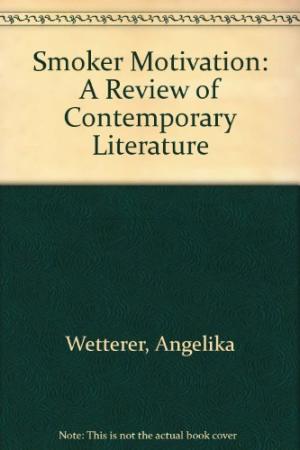 Smoker Motivation:
A Review of
Contemporary
Literature
Wetterer, Angelika
Note: This is not the actual book cover